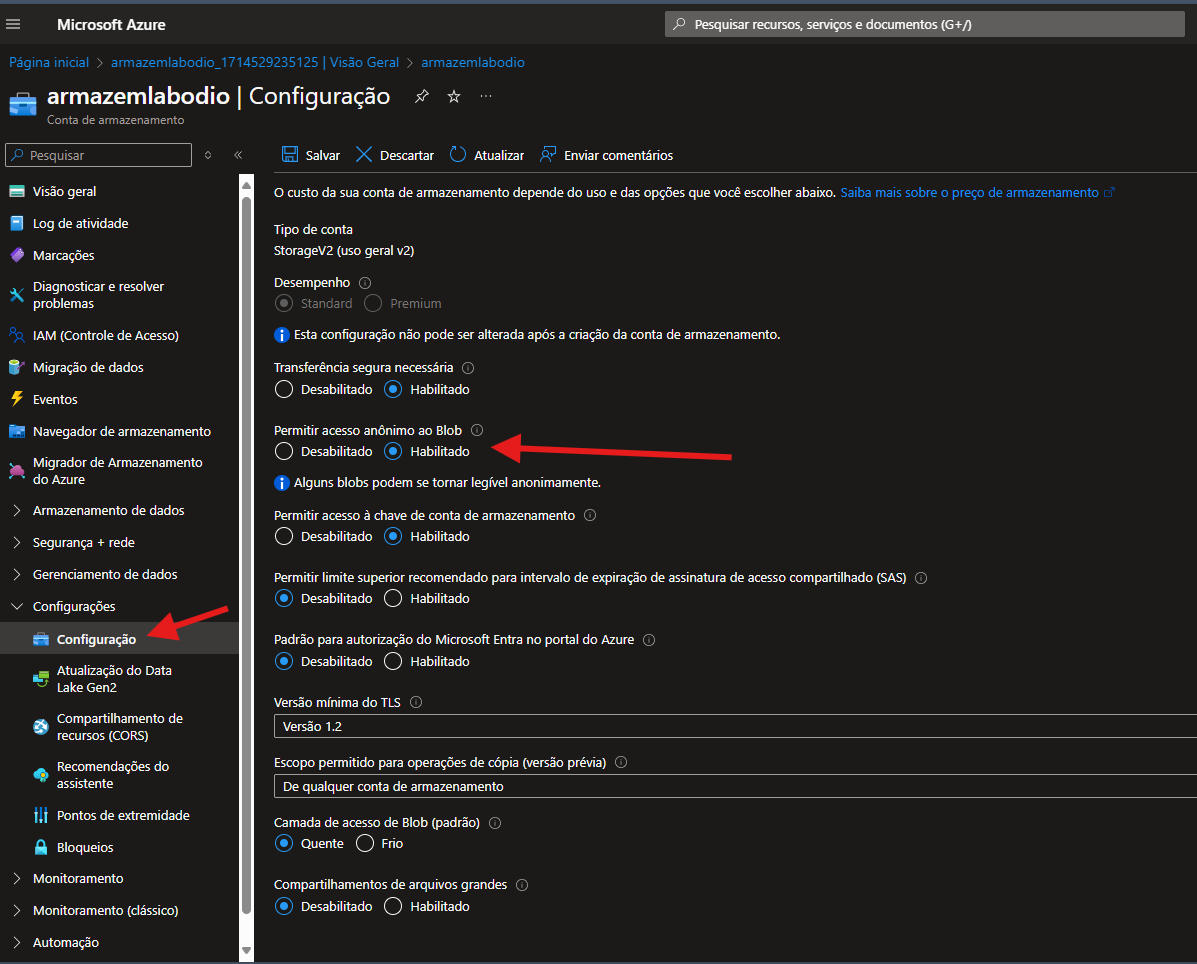 Microsoft Azure
Pesquisar recursos, serviços e documentos (G+/)
Página inicial > armazemlabodio_1714529235125 | Visão Geral > armazemlabodio
armazemlabodio | Configuração
Conta de armazenamento
Pesquisar
Visão geral
Log de atividade
Marcações
Diagnosticar e resolver
problemas
IAM (Controle de Acesso)
Migração de dados
Eventos
Navegador de armazenamento
Migrador de Armazenamento
do Azure
Armazenamento de dados
Segurança + rede
Gerenciamento de dados
Configurações
Configuração
Atualização do Data
Lake Gen2
Compartilhamento de
recursos (CORS)
Recomendações do
assistente
Pontos de extremidade
Bloqueios
Monitoramento
Monitoramento (clássico)
Automação
Salvar Descartar Atualizar Enviar comentários
O custo da sua conta de armazenamento depende do uso e das opções que você escolher abaixo. Saiba mais sobre o preço de armazenamento
Tipo de conta
StorageV2 (uso geral v2)
Desempenho
Standard Premium
Esta configuração não pode ser alterada após a criação da conta de armazenamento.
Transferência segura necessária
Desabilitado Habilitado
Permitir acesso anônimo ao Blob
Desabilitado Habilitado
Alguns blobs podem se tornar legível anonimamente.
Permitir acesso à chave de conta de armazenamento
Desabilitado Habilitado
Permitir limite superior recomendado para intervalo de expiração de assinatura de acesso compartilhado (SAS)
Desabilitado Habilitado
Padrão para autorização do Microsoft Entra no portal do Azure
Desabilitado Habilitado
Versão mínima do TLS
Versão 1.2
Escopo permitido para operações de cópia (versão prévia)
De qualquer conta de armazenamento
Camada de acesso de Blob (padrão)
Quente Frio
Compartilhamentos de arquivos grandes
Desabilitado Habilitado